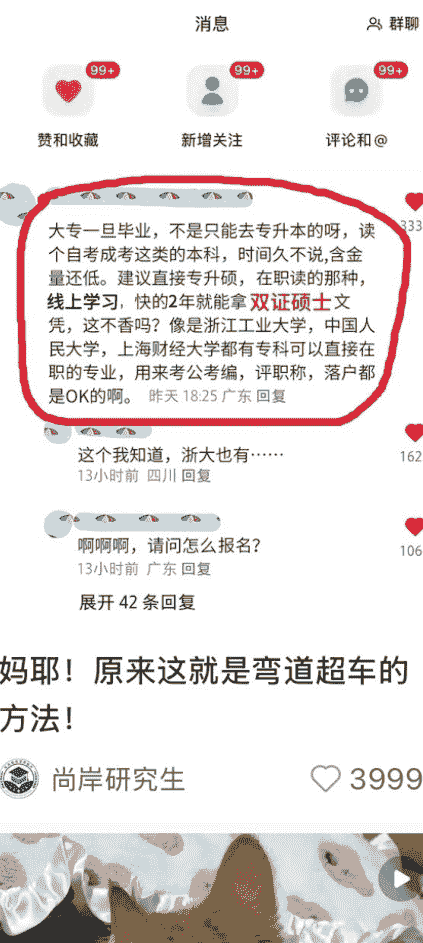 消息
群聊
99+
99+
99+
赞和收藏
新增关注
评论和@
大专一旦毕业，不是只能去专升本的呀，读
个自考成考这类的本科，时间久不说,含金
量还低。建议直接专升硕，在职读的那种，
线上学习，快的2年就能拿双证硕士文
凭，这不香吗？像是浙江工业大学，中国人
民大学，上海财经大学都有专科可以直接在
职的专业，用来考公考编，评职称，落户都
是OK的啊。 昨天 18:25 广东 回复
333
这个我知道，浙大也有……
13小时前 四川 回复
162
啊啊啊，请问怎么报名？
13小时前 广东 回复
106
展开 42 条回复
妈耶！原来这就是弯道超车的
方法！
尚岸研究生
3999